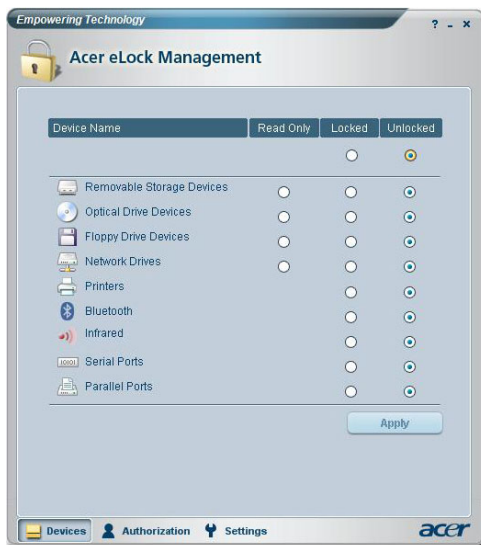 Empowering Technology
? - x
Acer eLock Management
Device Name Read Only Locked Unlocked
Removable Storage Devices
Optical Drive Devices
Floppy Drive Devices
Network Drives
Printers
Bluetooth
Infrared
Serial Ports
Parallel Ports
Apply
Devices Authorization Settings acer